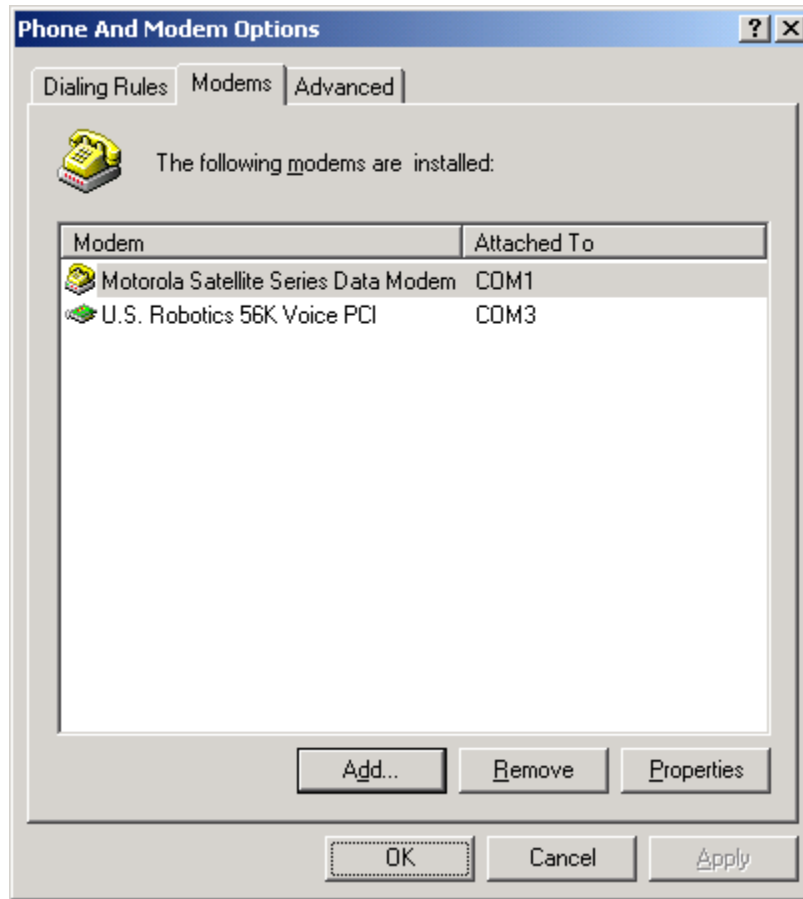 Phone And Modem Options ? X
Dialing Rules Modems Advanced
The following modems are installed:
Modem Attached To
Motorola Satellite Series Data Modem COM1
U.S. Robotics 56K Voice PCI COM3
Add... Remove Properties
OK Cancel Apply